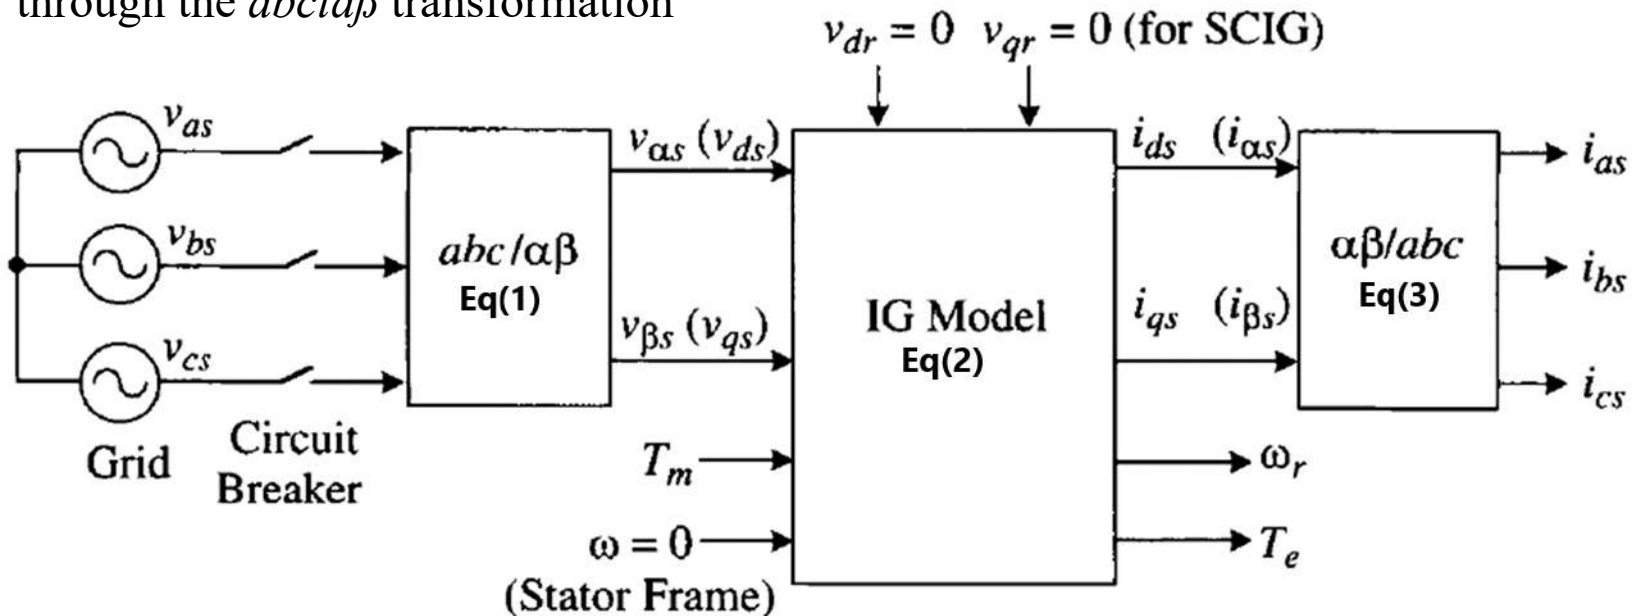 through the abc/αβ transformation
v_dr = 0 v_qr = 0 (for SCIG)
v_as
v_bs
v_cs
Grid
Circuit
Breaker
abc/αβ
Eq(1)
v_αs (v_ds)
v_βs (v_qs)
T_m
ω = 0
(Stator Frame)
IG Model
Eq(2)
i_ds (i_αs)
i_qs (i_βs)
ω_r
T_e
αβ/abc
Eq(3)
i_as
i_bs
i_cs